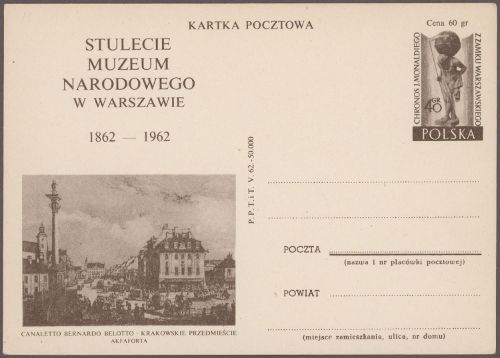 KARTKA POCZTOWA
STULECIE
MUZEUM
NARODOWEGO
W WARSZAWIE
1862 — 1962
Cena 60 gr
CHRONOS J. MONALDIEGO
Z ZAMKU WARSZAWSKIEGO
40 GR
POLSKA
P. P. T. i T. V. 62.-50.000
POCZTA
(nazwa i nr placówki pocztowej)
POWIAT
(miejsce zamieszkania, ulica, nr domu)
CANALETTO BERNARDO BELOTTO - KRAKOWSKIE PRZEDMIEŚCIE
AKFAFORTA